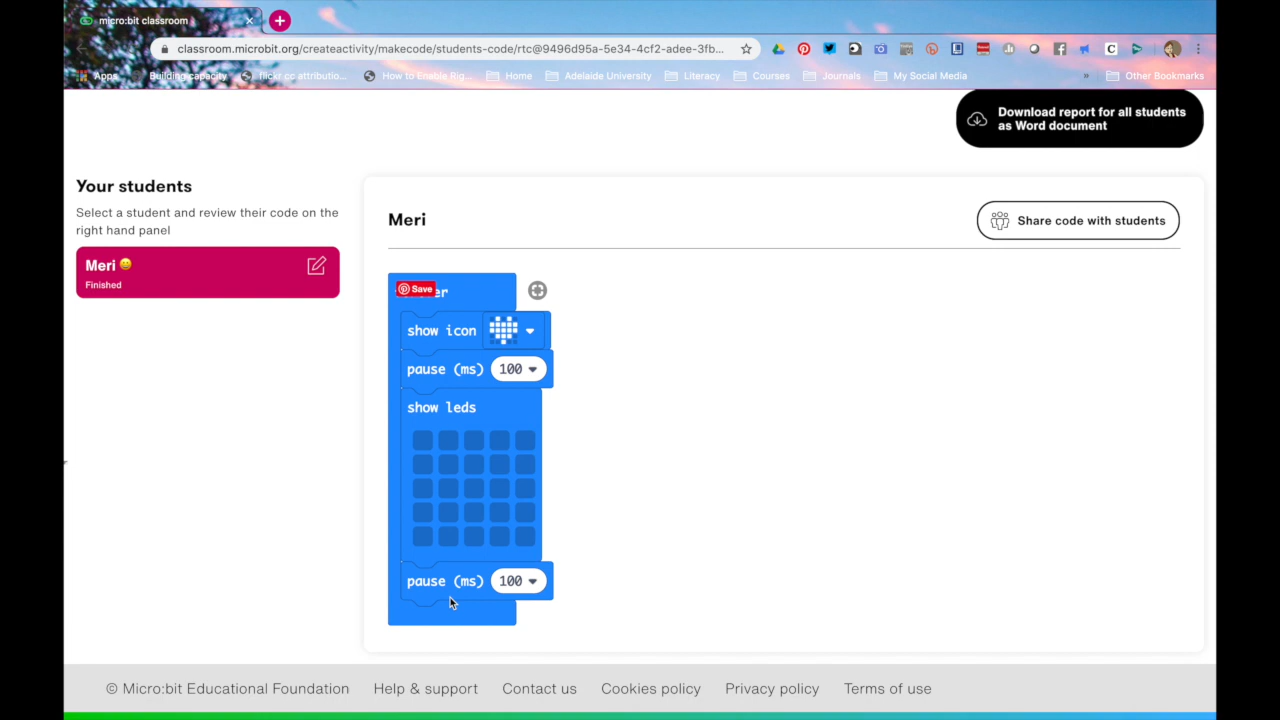 micro:bit classroom
classroom.microbit.org/createactivity/makecode/students-code/rtc@9496d95a-5e34-4cf2-adee-3fb...
Apps Building capacity flickr cc attributio... How to Enable Rig... Home Adelaide University Literacy Courses Journals My Social Media » Other Bookmarks
Download report for all students
as Word document
Your students
Select a student and review their code on the
right hand panel
Meri
Finished
Meri
Share code with students
Save
show icon
pause (ms) 100
show leds
pause (ms) 100
© Micro:bit Educational Foundation Help & support Contact us Cookies policy Privacy policy Terms of use